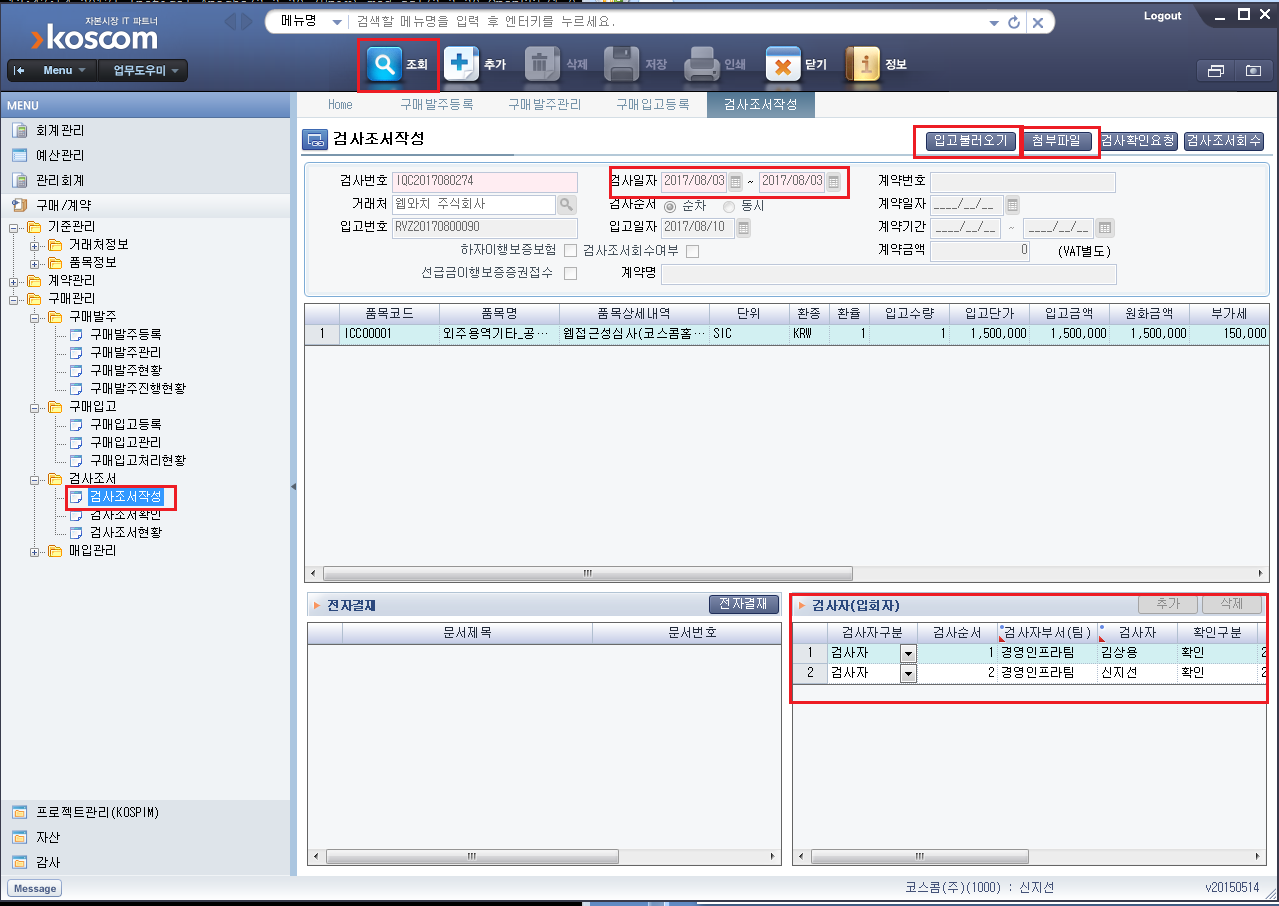 자본시장 IT 파트너
koscom
메뉴명 검색할 메뉴명을 입력 후 엔터키를 누르세요.
Logout
Menu 업무도우미
조회 추가 삭제 저장 인쇄 닫기 정보
MENU
Home 구매발주등록 구매발주관리 구매입고등록 검사조서작성
회계관리
예산관리
관리회계
구매/계약
기준관리
거래처정보
품목정보
계약관리
구매관리
구매발주
구매발주등록
구매발주관리
구매발주현황
구매발주진행현황
구매입고
구매입고등록
구매입고관리
구매입고처리현황
검사조서
검사조서작성
검사조서확인
검사조서현황
매입관리
프로젝트관리(KOSPIM)
자산
감사
검사조서작성
입고불러오기 첨부파일 검사확인요청 검사조서회수
검사번호 IQC2017080274 검사일자 2017/08/03 ~ 2017/08/03 계약번호
거래처 웹와치 주식회사 검사순서 순차 동시 계약일자 ____/__/__
입고번호 RVZ20170800090 입고일자 2017/08/10 계약기간 ____/__/__ ~ ____/__/__
하자이행보증보험 검사조서회수여부 계약금액 0 (VAT별도)
선급금이행보증증권접수 계약명
품목코드 품목명 품목상세내역 단위 환종 환율 입고수량 입고단가 입고금액 원화금액 부가세
1 ICC00001 외주용역기타_공··· 웹접근성심사(코스콤홈··· SIC KRW 1 1 1,500,000 1,500,000 1,500,000 150,000
전자결재 전자결재
문서제목 문서번호
검사자(입회자) 추가 삭제
검사자구분 검사순서 검사자부서(팀) 검사자 확인구분
1 검사자 1 경영인프라팀 김상용 확인 2
2 검사자 2 경영인프라팀 신지선 확인 2
Message 코스콤(주)(1000) : 신지선 v20150514